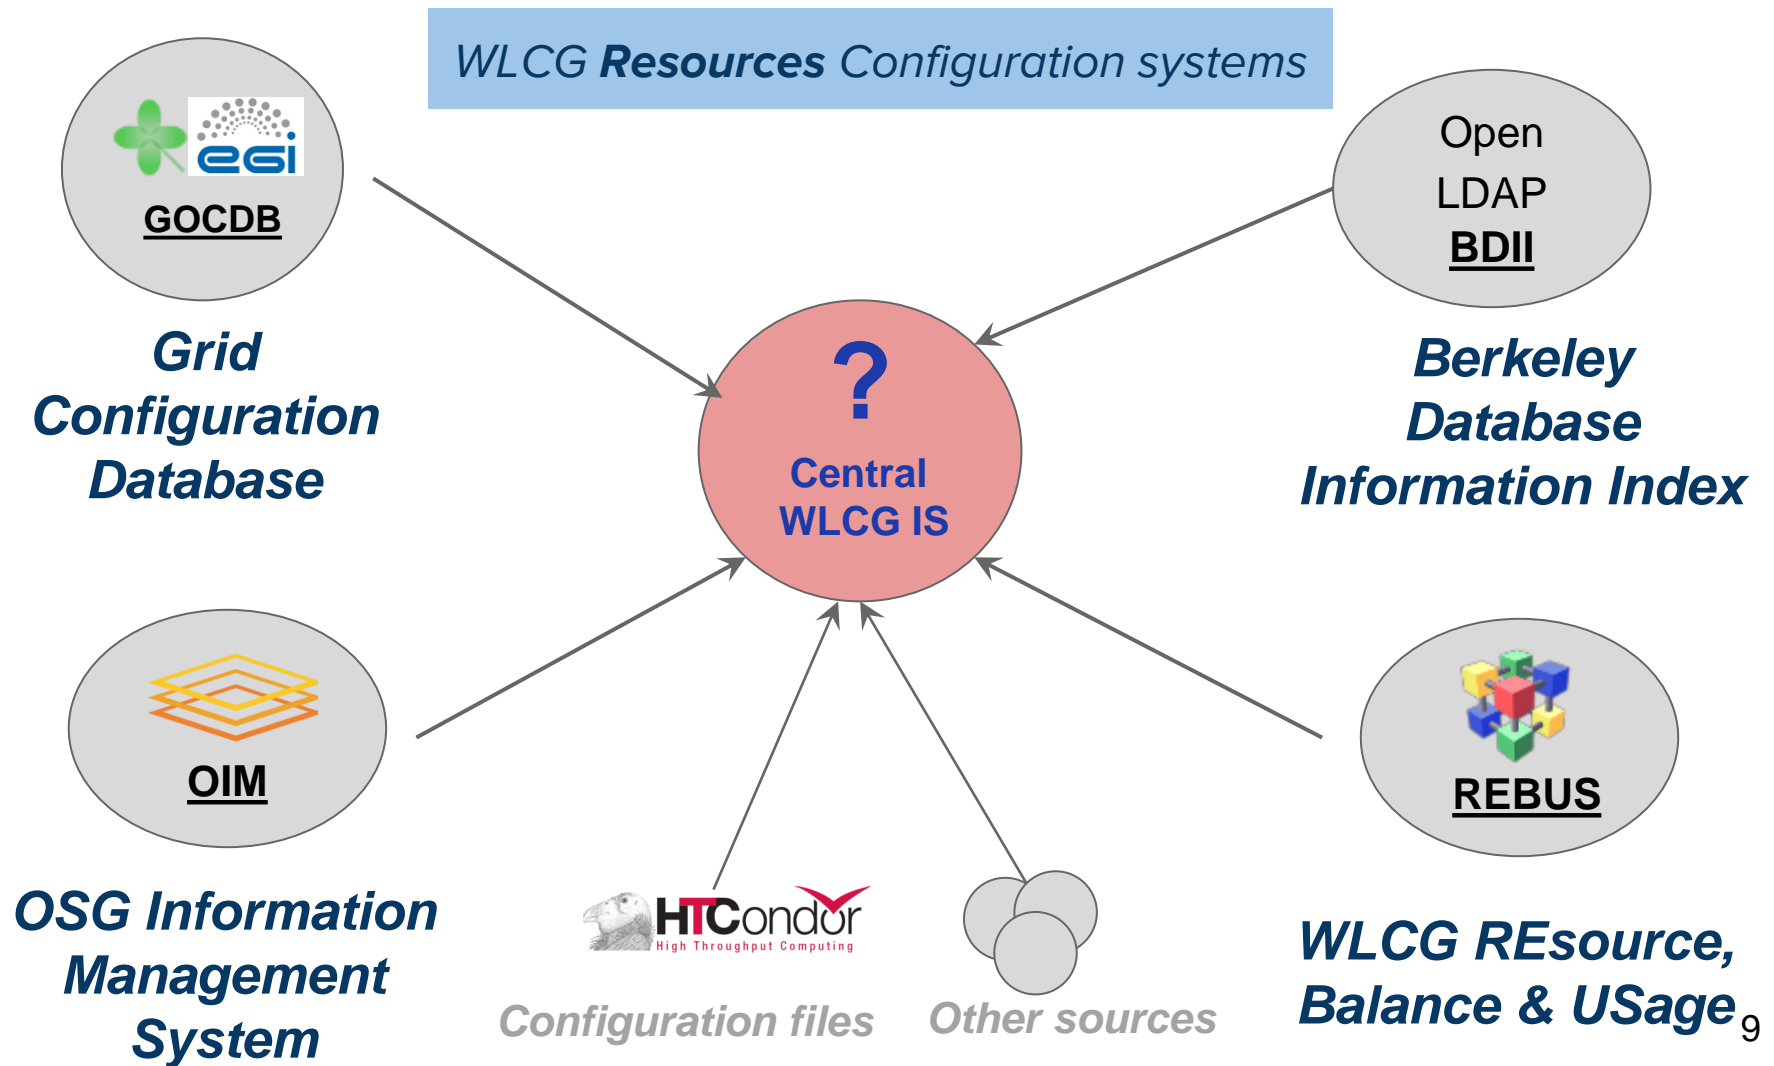 WLCG Resources Configuration systems
egi
GOCDB
Grid
Configuration
Database
Open
LDAP
BDII
Berkeley
Database
Information Index
?
Central
WLCG IS
OIM
OSG Information
Management
System
HTCondor
High Throughput Computing
Configuration files
Other sources
REBUS
WLCG REsource,
Balance & USage
9